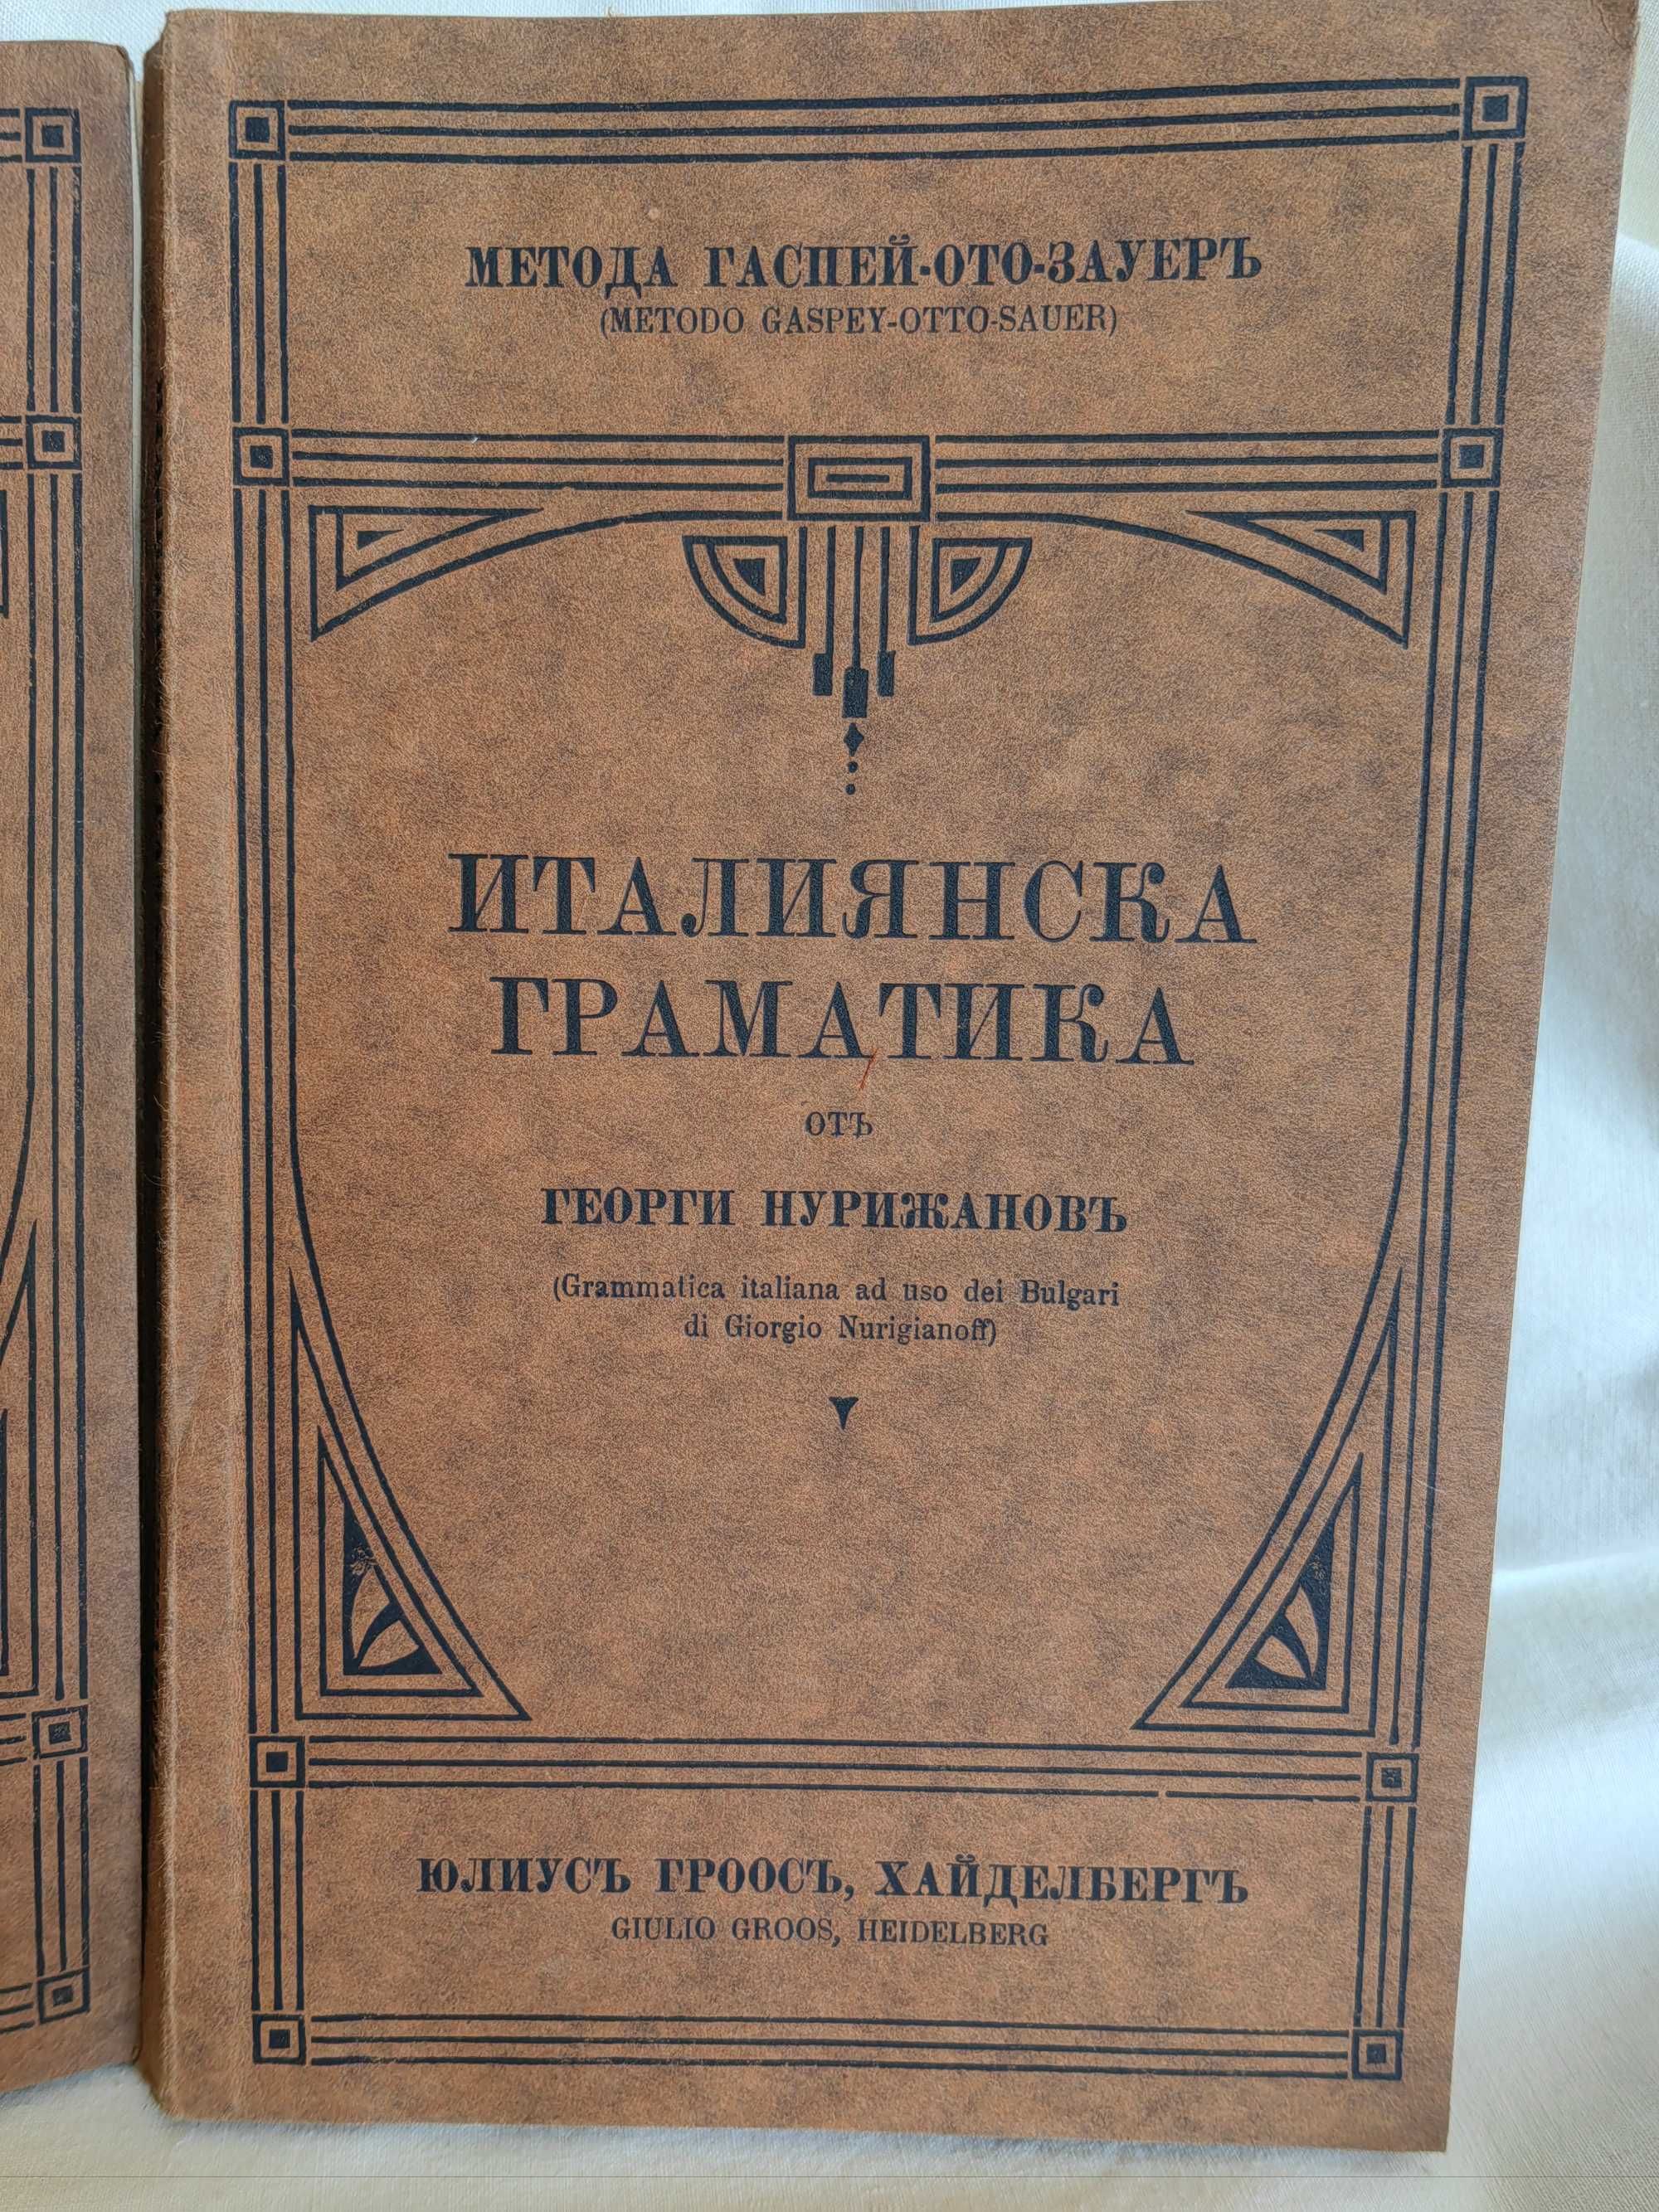 МЕТОДА ГАСПЕЙ-ОТО-ЗАУЕРЪ
(METODO GASPEY-OTTO-SAUER)
ИТАЛИЯНСКА
ГРАМАТИКА
ОТЪ
ГЕОРГИ НУРИЖАНОВЪ
(Grammatica italiana ad uso dei Bulgari
di Giorgio Nurigianoff)
ЮЛИУСЪ ГРООСЪ, ХАЙДЕЛБЕРГЪ
GIULIO GROOS, HEIDELBERG